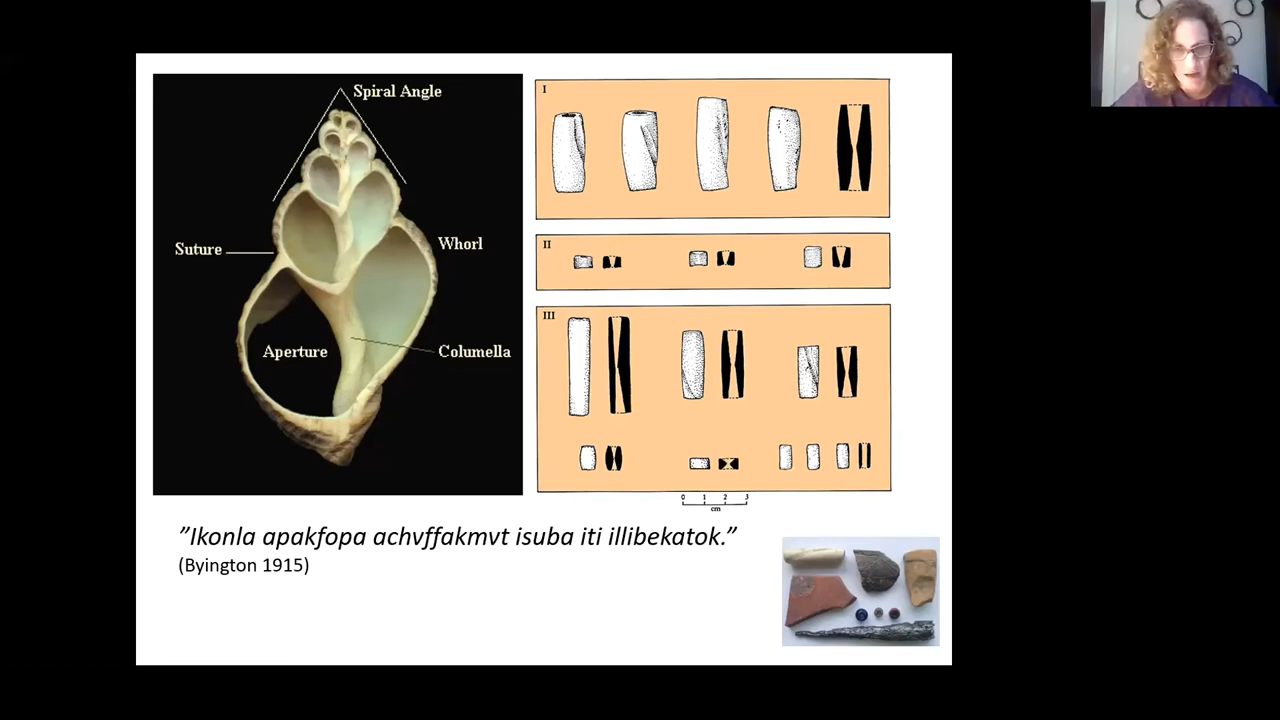 Spiral Angle
Suture
Whorl
Aperture
Columella
I
II
III
0 1 2 3
cm
”Ikonla apakfopa achvffakmvt isuba iti illibekatok.”
(Byington 1915)